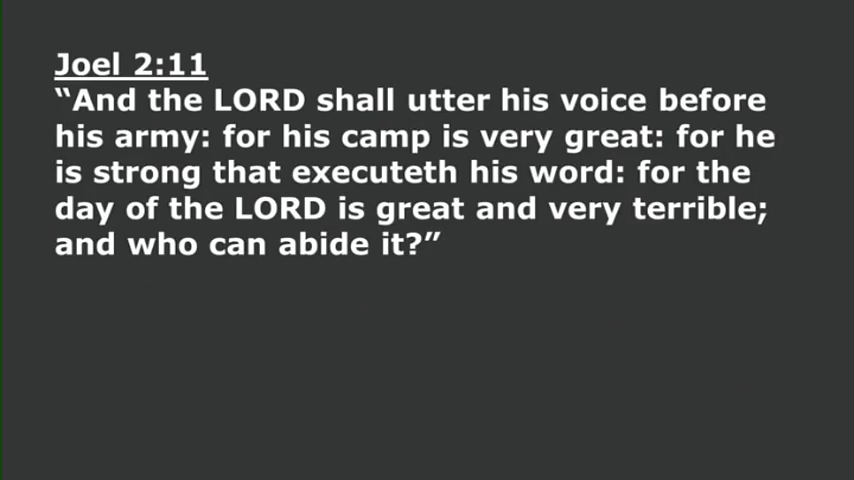 Joel 2:11
“And the LORD shall utter his voice before
his army: for his camp is very great: for he
is strong that executeth his word: for the
day of the LORD is great and very terrible;
and who can abide it?”